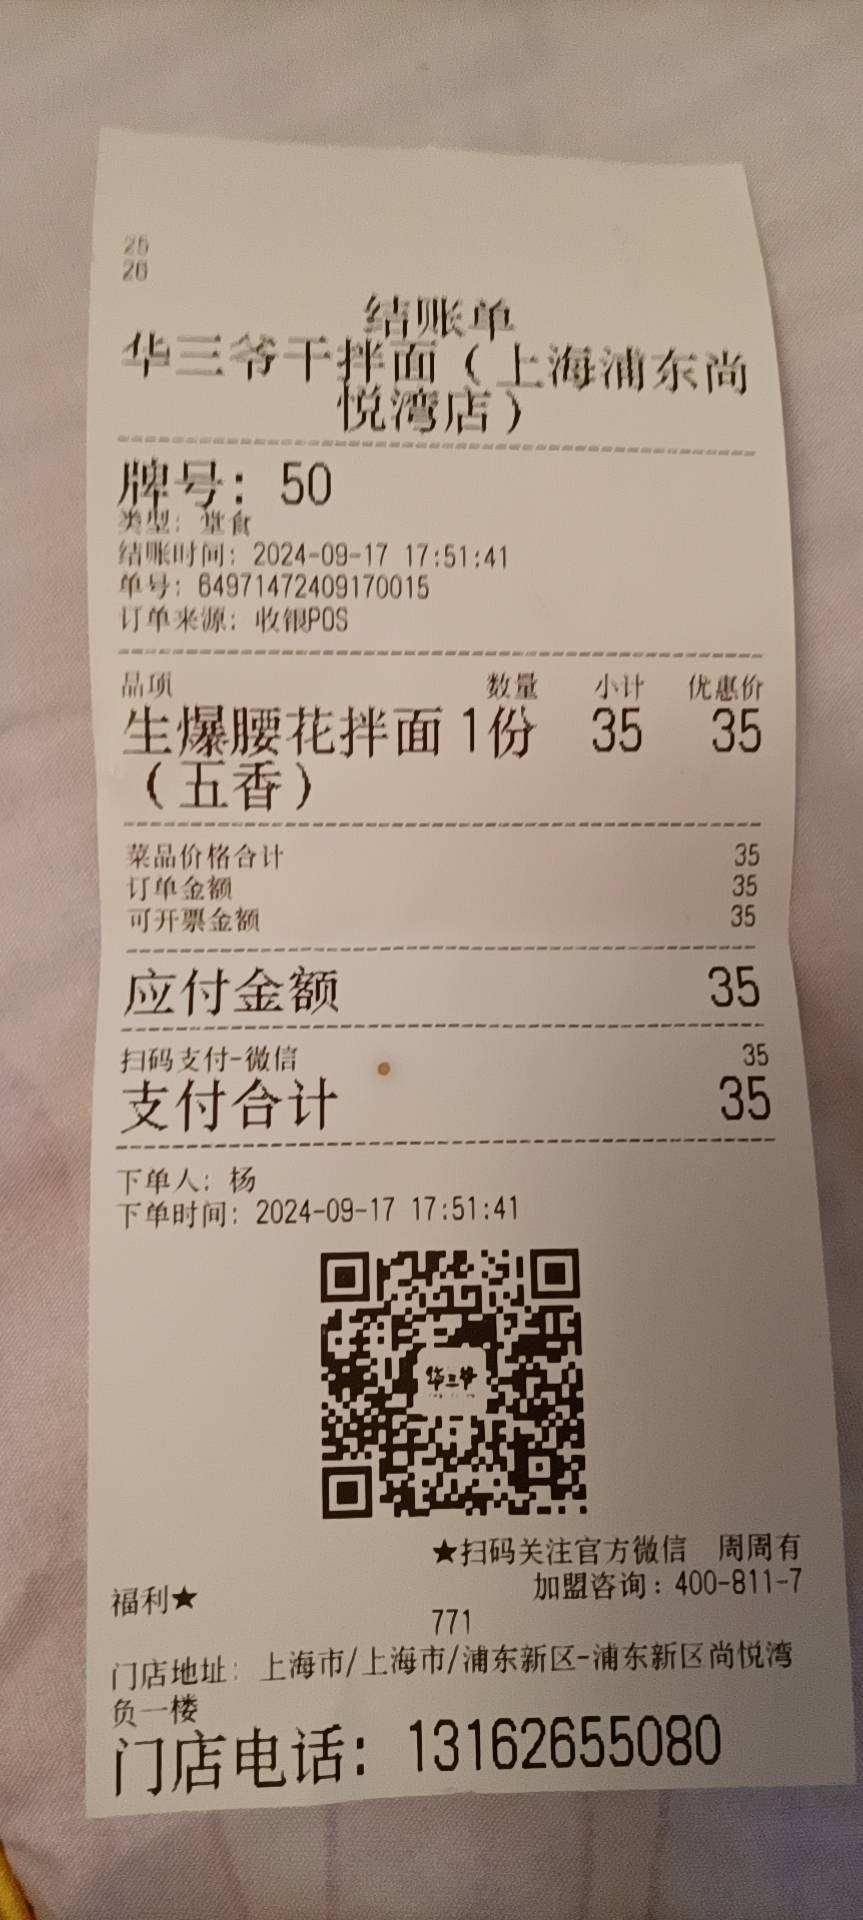 25
26
结账单
华三爷干拌面（上海浦东尚
悦湾店）
牌号：50
类型：堂食
结账时间：2024-09-17 17:51:41
单号：64971472409170015
订单来源：收银POS
品项 数量 小计 优惠价
生爆腰花拌面 1份 35 35
（五香）
菜品价格合计 35
订单金额 35
可开票金额 35
应付金额 35
扫码支付-微信 35
支付合计 35
下单人：杨
下单时间：2024-09-17 17:51:41
华三爷
★扫码关注官方微信 周周有
福利★ 加盟咨询：400-811-7
771
门店地址：上海市/上海市/浦东新区-浦东新区尚悦湾
负一楼
门店电话：13162655080